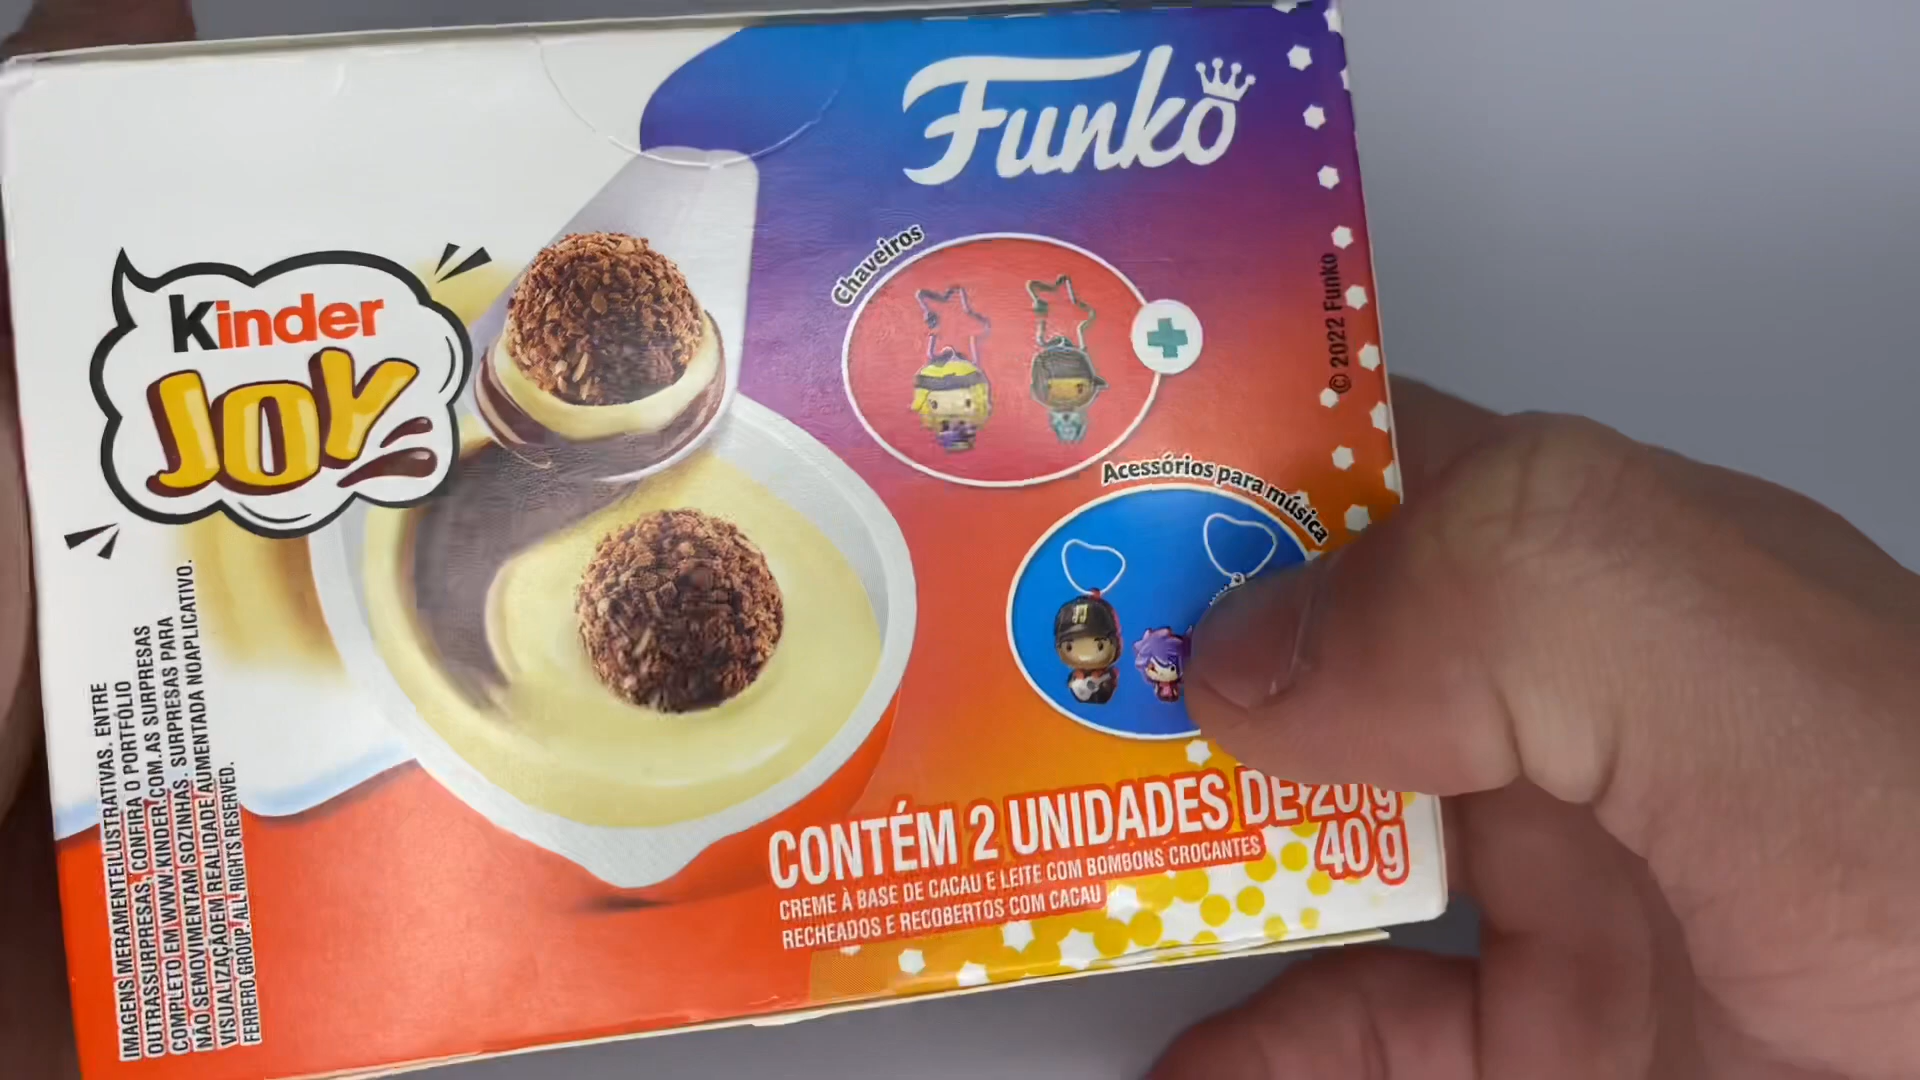 Funko
Chaveiros
Kinder
JOY
Acessórios para música
© 2022 Funko
CONTÉM 2 UNIDADES DE 20 g
40 g
CREME À BASE DE CACAU E LEITE COM BOMBONS CROCANTES
RECHEADOS E RECOBERTOS COM CACAU
IMAGENS MERAMENTE ILUSTRATIVAS. ENTRE
OUTRAS SURPRESAS, CONFIRA O PORTFÓLIO
COMPLETO EM WWW.KINDER.COM. AS SURPRESAS
NÃO SE MOVIMENTAM SOZINHAS. SURPRESAS PARA
VISUALIZAÇÃO EM REALIDADE AUMENTADA NO APLICATIVO.
FERRERO GROUP. ALL RIGHTS RESERVED.